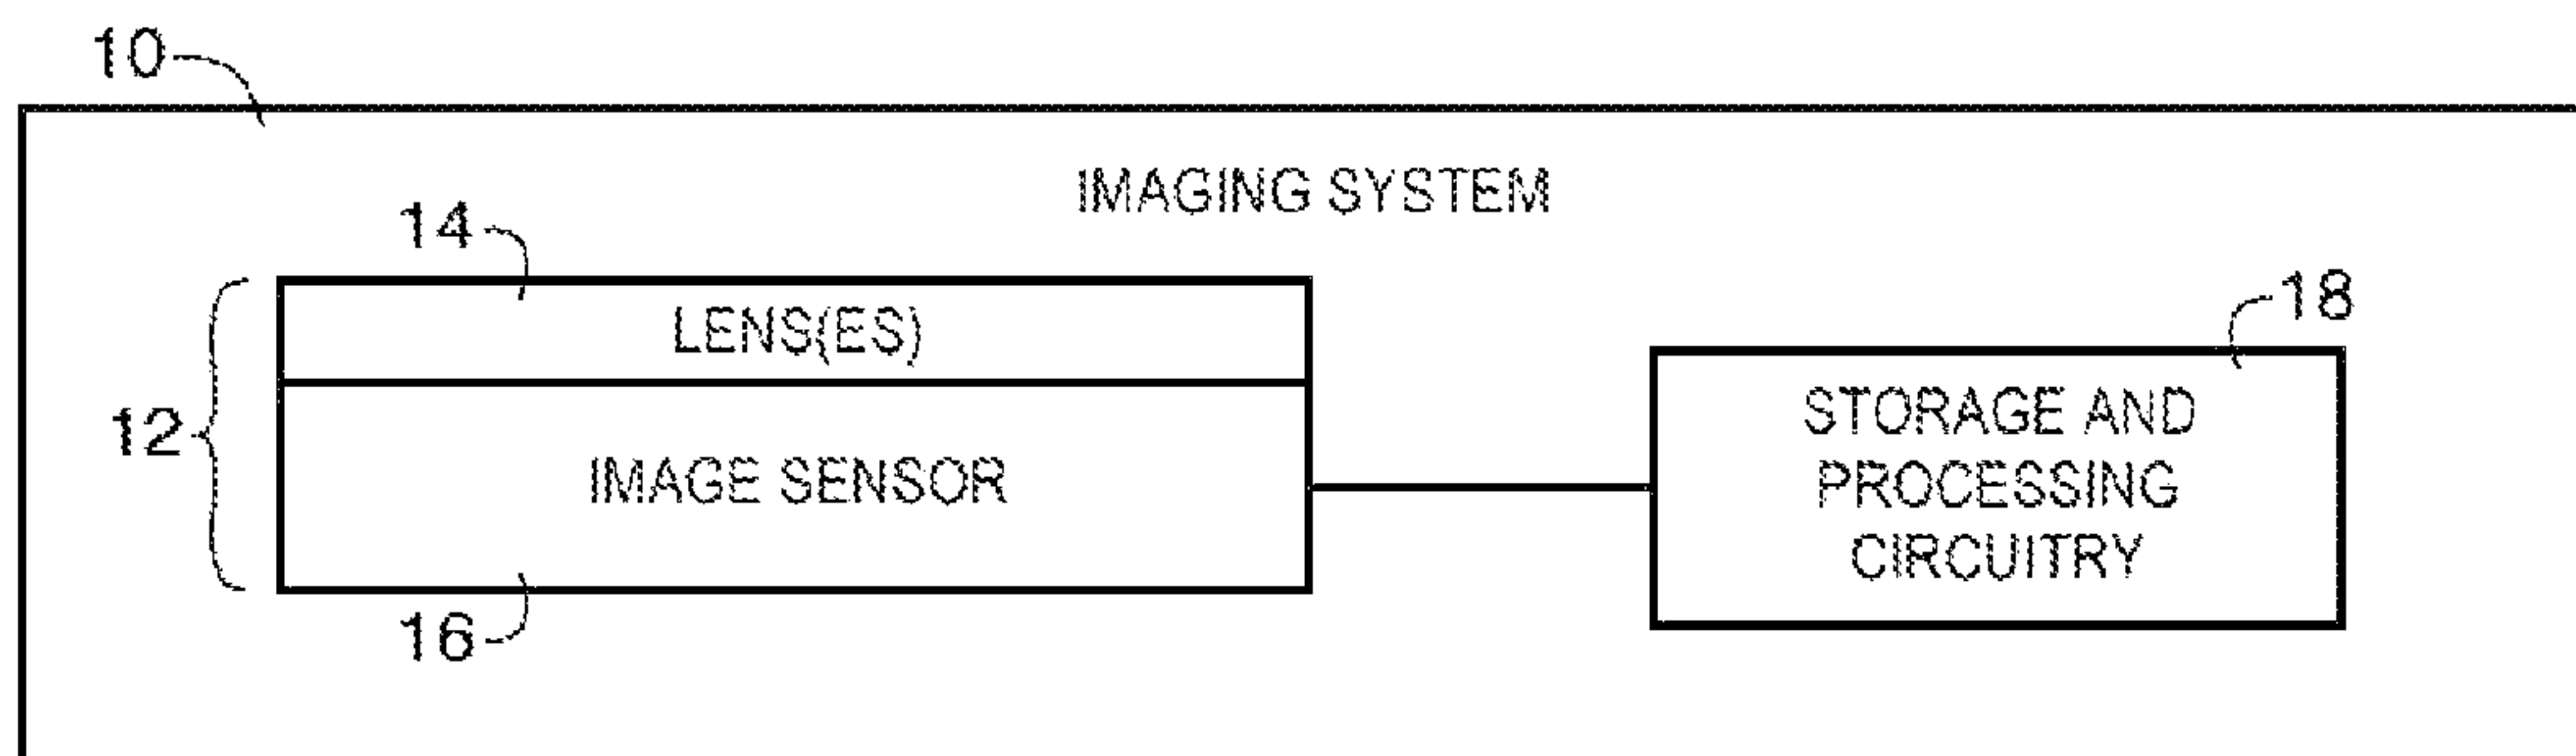 10
IMAGING SYSTEM
14
LENS(ES)
18
12
STORAGE AND
PROCESSING
CIRCUITRY
IMAGE SENSOR
16